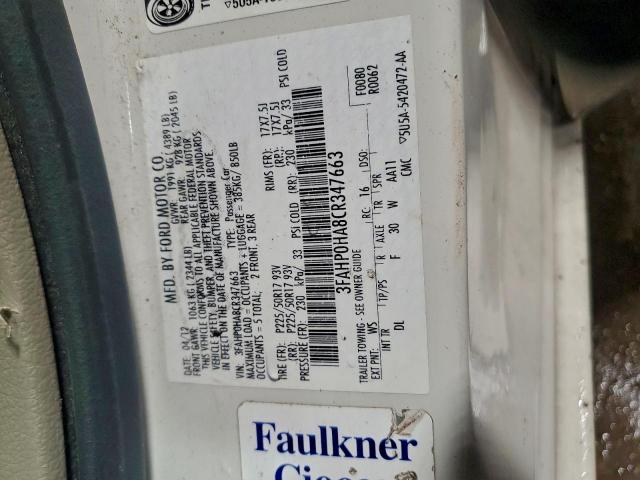 MFD. BY FORD MOTOR CO.
DATE: 04/12 GVWR: 1991 KG ( 4389 LB)
FRONT GAWR: 1063 KG ( 2344 LB) REAR GAWR: 928 KG ( 2045 LB)
THIS VEHICLE CONFORMS TO ALL APPLICABLE FEDERAL MOTOR
VEHICLE SAFETY, BUMPER, AND THEFT PREVENTION STANDARDS
IN EFFECT ON THE DATE OF MANUFACTURE SHOWN ABOVE.
VIN: 3FAHP0HA8CR347663 TYPE: Passenger Car
MAXIMUM LOAD = OCCUPANTS + LUGGAGE = 385KG/ 850LB
OCCUPANTS = 5 TOTAL: 2 FRONT, 3 REAR
TIRE (FR): P225/50R17 93V RIMS (FR): 17X7.5J
(RR): P225/50R17 93V (RR): 17X7.5J
PRESSURE (FR): 230 kPa/ 33 PSI COLD (RR): 230 kPa/ 33 PSI COLD
3FAHP0HA8CR347663
F0080
R0062
TRAILER TOWING - SEE OWNER GUIDE
EXT PNT: WS RC: 16 DSO:
INT TR TP/PS R AXLE TR SPR
DL F 30 W AA11
CMC
▽5U5A-5420472-AA
Faulkner